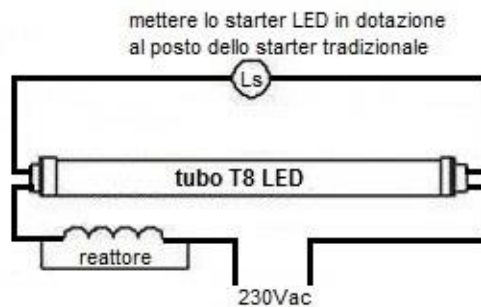 mettere lo starter LED in dotazione
al posto dello starter tradizionale
Ls
tubo T8 LED
reattore
230Vac